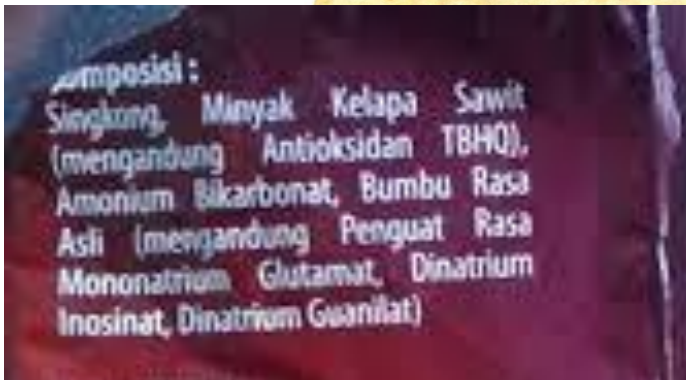 Komposisi :
Singkong, Minyak Kelapa Sawit
(mengandung Antioksidan TBHQ),
Amonium Bikarbonat, Bumbu Rasa
Asli (mengandung Penguat Rasa
Mononatrium Glutamat, Dinatrium
Inosinat, Dinatrium Guanilat)